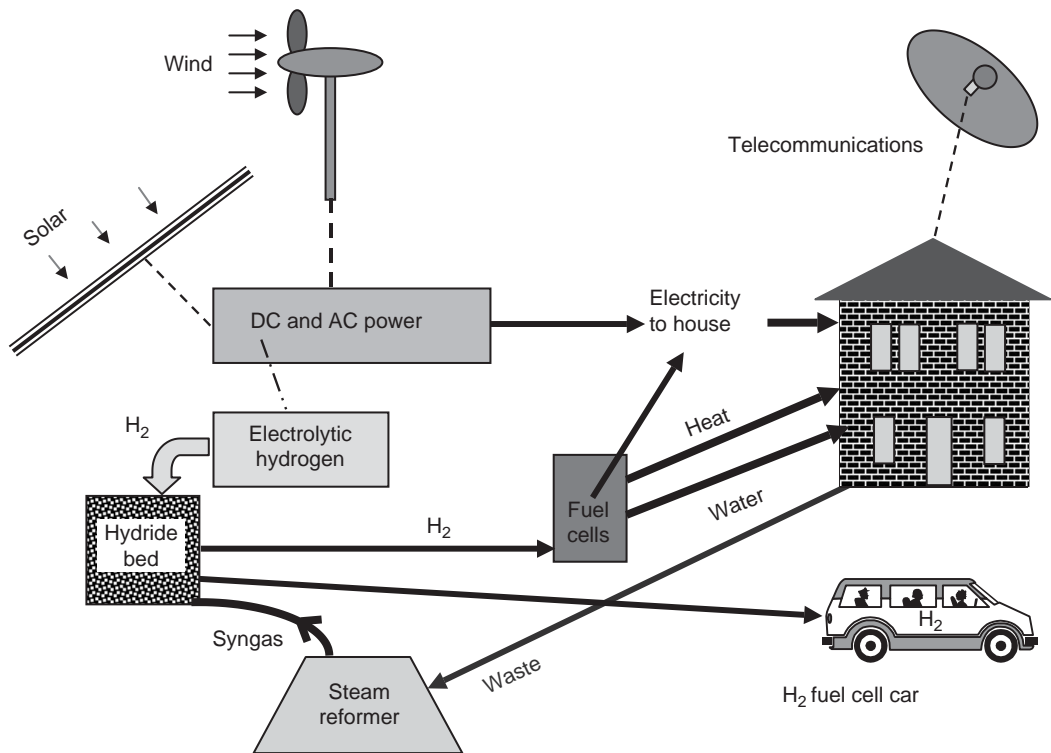 Wind
Telecommunications
Solar
DC and AC power
Electricity
to house
H2
Electrolytic
hydrogen
Heat
Water
Fuel
cells
Hydride
bed
H2
Syngas
Steam
reformer
Waste
H2
H2 fuel cell car